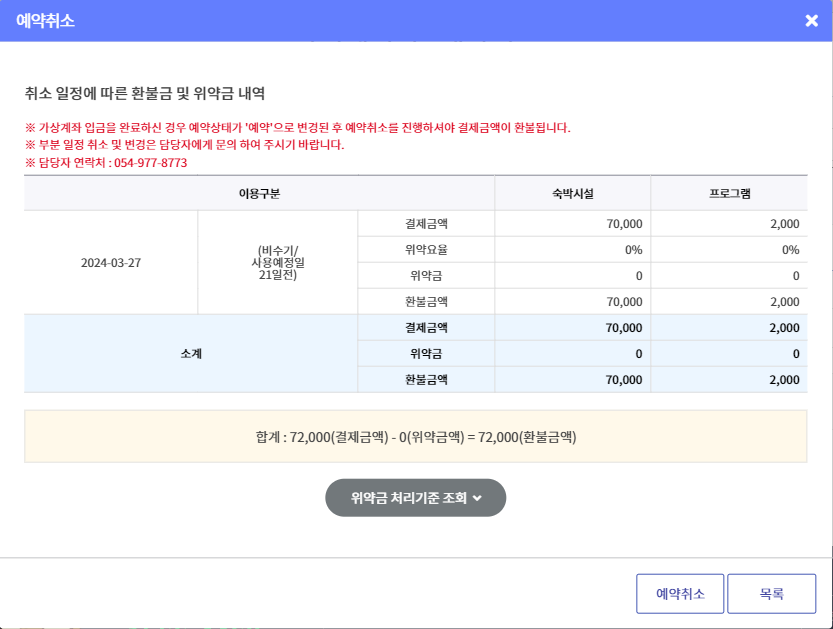 예약취소
취소 일정에 따른 환불금 및 위약금 내역
※ 가상계좌 입금을 완료하신 경우 예약상태가 '예약'으로 변경된 후 예약취소를 진행하셔야 결제금액이 환불됩니다.
※ 부분 일정 취소 및 변경은 담당자에게 문의 하여 주시기 바랍니다.
※ 담당자 연락처 : 054-977-8773
이용구분 숙박시설 프로그램
2024-03-27
(비수기/
사용예정일
21일전)
결제금액 70,000 2,000
위약요율 0% 0%
위약금 0 0
환불금액 70,000 2,000
소계
결제금액 70,000 2,000
위약금 0 0
환불금액 70,000 2,000
합계 : 72,000(결제금액) - 0(위약금액) = 72,000(환불금액)
위약금 처리기준 조회
예약취소 목록